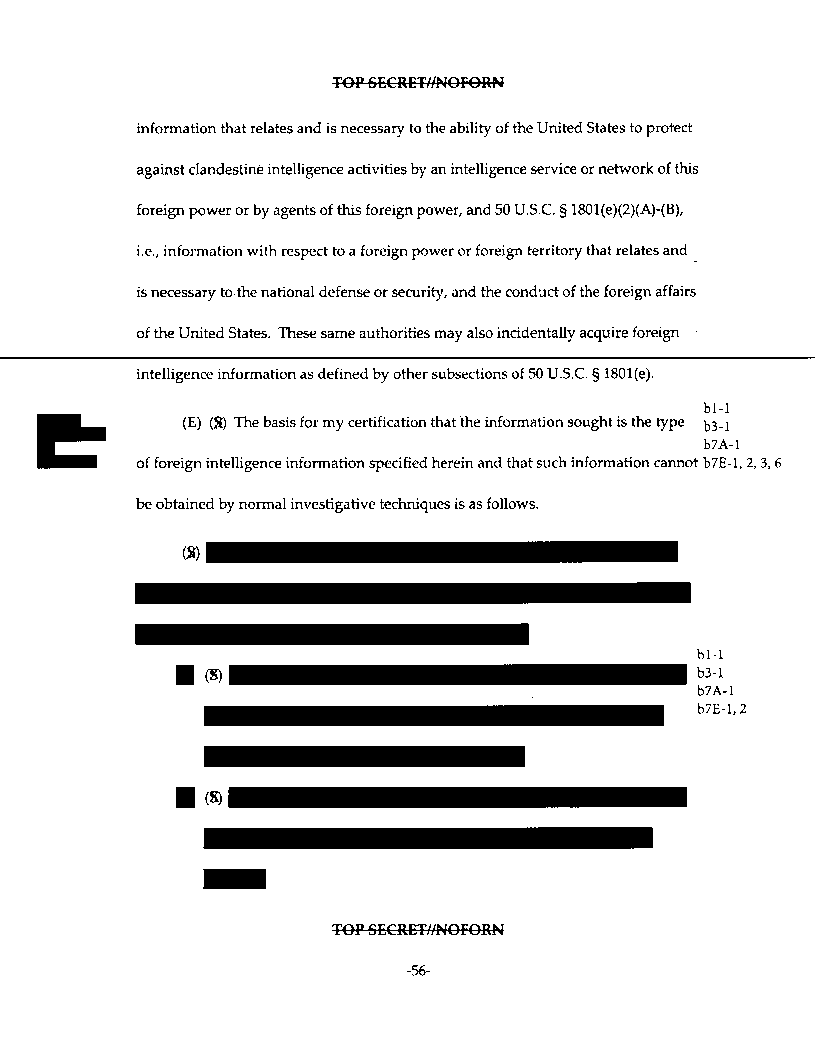 TOP SECRET//NOFORN
information that relates and is necessary to the ability of the United States to protect
against clandestine intelligence activities by an intelligence service or network of this
foreign power or by agents of this foreign power, and 50 U.S.C. § 1801(e)(2)(A)-(B),
i.e., information with respect to a foreign power or foreign territory that relates and
is necessary to the national defense or security, and the conduct of the foreign affairs
of the United States. These same authorities may also incidentally acquire foreign
intelligence information as defined by other subsections of 50 U.S.C. § 1801(e).
b1-1
(E) (S) The basis for my certification that the information sought is the type
b3-1
b7A-1
of foreign intelligence information specified herein and that such information cannot
b7E-1, 2, 3, 6
be obtained by normal investigative techniques is as follows.
(S)
b1-1
(S)
b3-1
b7A-1
b7E-1, 2
(S)
TOP SECRET//NOFORN
-56-